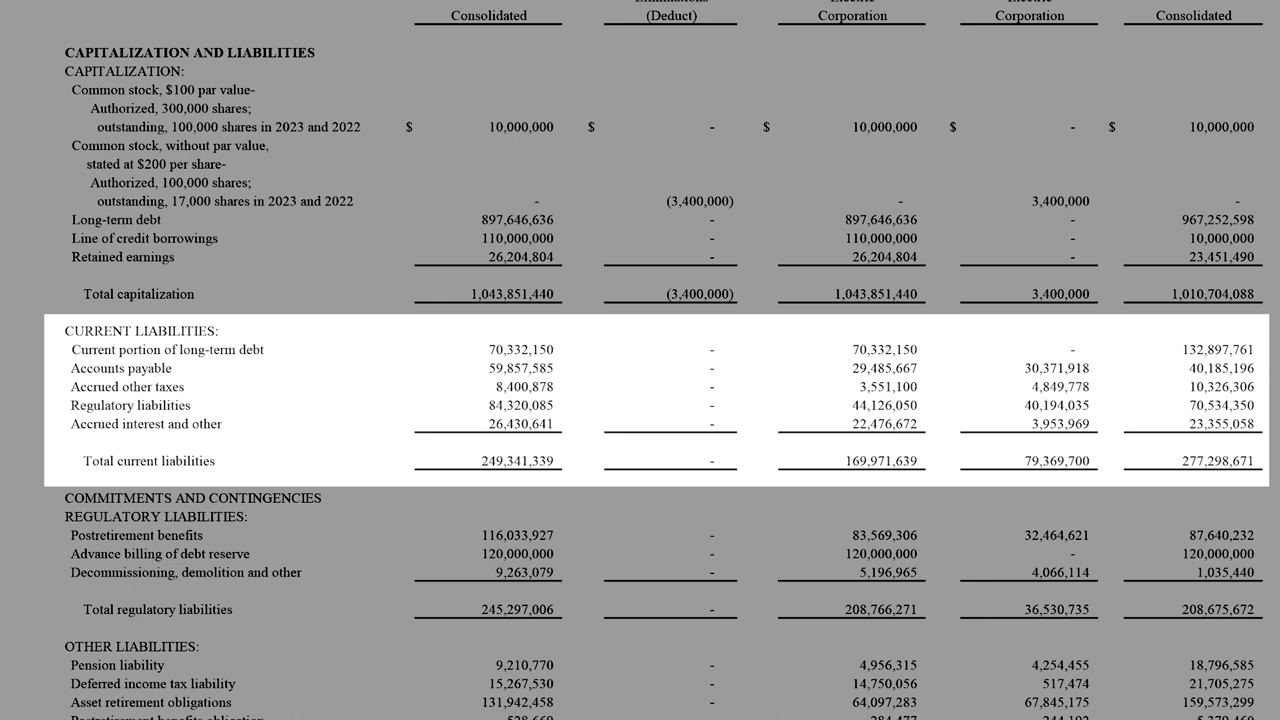 Consolidated (Deduct) Corporation Corporation Consolidated
CAPITALIZATION AND LIABILITIES
CAPITALIZATION:
Common stock, $100 par value-
Authorized, 300,000 shares;
outstanding, 100,000 shares in 2023 and 2022 $ 10,000,000 $ - $ 10,000,000 $ - $ 10,000,000
Common stock, without par value,
stated at $200 per share-
Authorized, 100,000 shares;
outstanding, 17,000 shares in 2023 and 2022 - (3,400,000) - 3,400,000 -
Long-term debt 897,646,636 - 897,646,636 - 967,252,598
Line of credit borrowings 110,000,000 - 110,000,000 - 10,000,000
Retained earnings 26,204,804 - 26,204,804 - 23,451,490
Total capitalization 1,043,851,440 (3,400,000) 1,043,851,440 3,400,000 1,010,704,088
CURRENT LIABILITIES:
Current portion of long-term debt 70,332,150 - 70,332,150 - 132,897,761
Accounts payable 59,857,585 - 29,485,667 30,371,918 40,185,196
Accrued other taxes 8,400,878 - 3,551,100 4,849,778 10,326,306
Regulatory liabilities 84,320,085 - 44,126,050 40,194,035 70,534,350
Accrued interest and other 26,430,641 - 22,476,672 3,953,969 23,355,058
Total current liabilities 249,341,339 - 169,971,639 79,369,700 277,298,671
COMMITMENTS AND CONTINGENCIES
REGULATORY LIABILITIES:
Postretirement benefits 116,033,927 - 83,569,306 32,464,621 87,640,232
Advance billing of debt reserve 120,000,000 - 120,000,000 - 120,000,000
Decommissioning, demolition and other 9,263,079 - 5,196,965 4,066,114 1,035,440
Total regulatory liabilities 245,297,006 - 208,766,271 36,530,735 208,675,672
OTHER LIABILITIES:
Pension liability 9,210,770 - 4,956,315 4,254,455 18,796,585
Deferred income tax liability 15,267,530 - 14,750,056 517,474 21,705,275
Asset retirement obligations 131,942,458 - 64,097,283 67,845,175 159,573,299